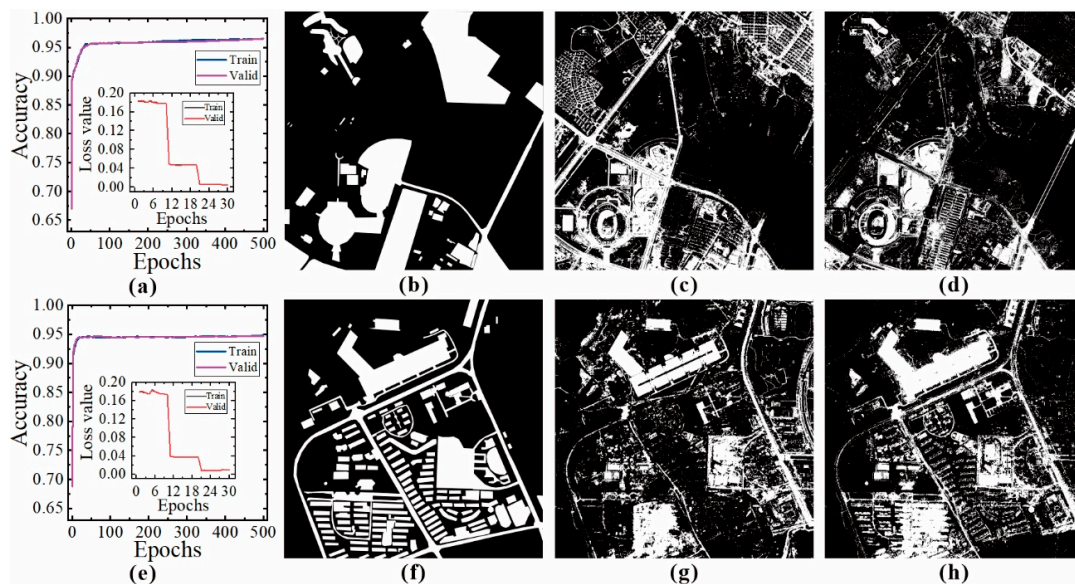 1.00
0.95
0.90
0.85
0.80
0.75
0.70
0.65
Accuracy
Train
Valid
0.20
0.16
0.12
0.08
0.04
0.00
Loss value
Train
Valid
0 6 12 18 24 30
Epochs
0 100 200 300 400 500
Epochs
(a)
(b)
(c)
(d)
1.00
0.95
0.90
0.85
0.80
0.75
0.70
0.65
Accuracy
Train
Valid
0.20
0.16
0.12
0.08
0.04
0.00
Loss value
Train
Valid
0 6 12 18 24 30
Epochs
0 100 200 300 400 500
Epochs
(e)
(f)
(g)
(h)